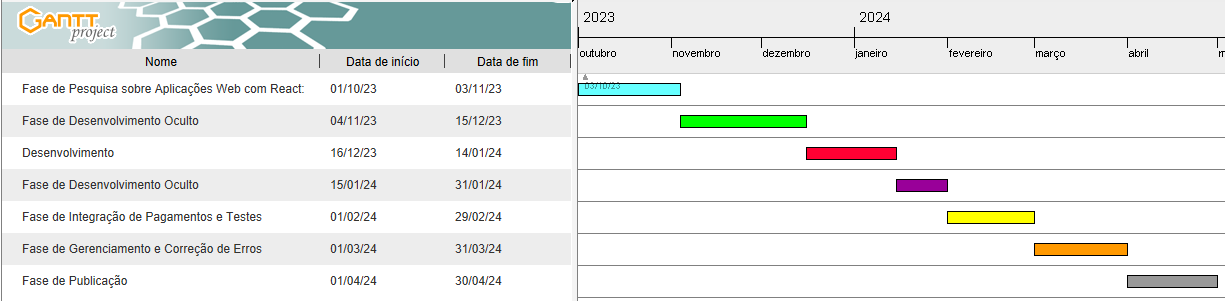 GANTT
project
2023 2024
outubro novembro dezembro janeiro fevereiro março abril m
Nome Data de início Data de fim
03/10/23
Fase de Pesquisa sobre Aplicações Web com React: 01/10/23 03/11/23
Fase de Desenvolvimento Oculto 04/11/23 15/12/23
Desenvolvimento 16/12/23 14/01/24
Fase de Desenvolvimento Oculto 15/01/24 31/01/24
Fase de Integração de Pagamentos e Testes 01/02/24 29/02/24
Fase de Gerenciamento e Correção de Erros 01/03/24 31/03/24
Fase de Publicação 01/04/24 30/04/24